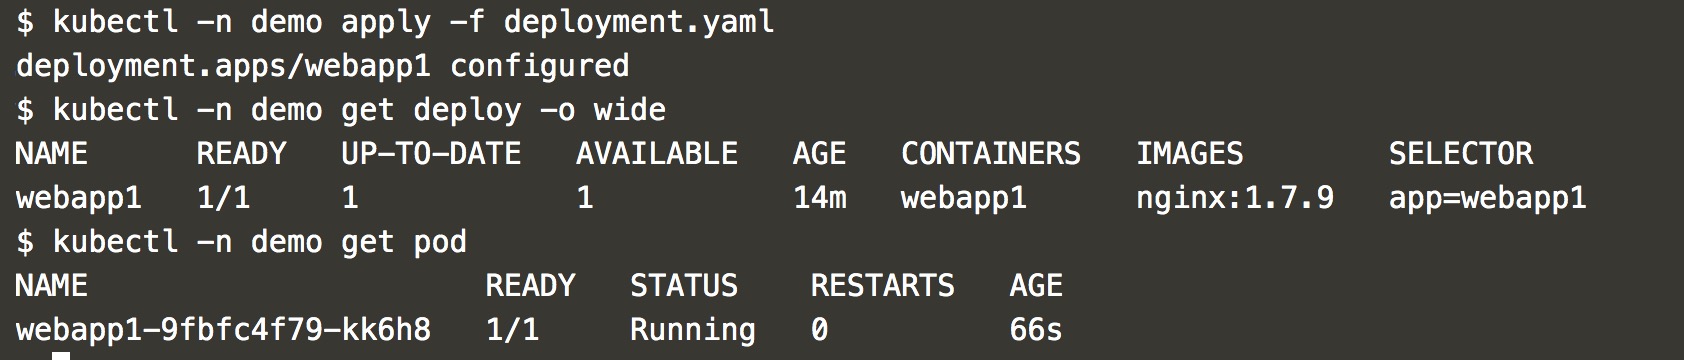 $ kubectl -n demo apply -f deployment.yaml
deployment.apps/webapp1 configured
$ kubectl -n demo get deploy -o wide
NAME      READY   UP-TO-DATE   AVAILABLE   AGE   CONTAINERS   IMAGES        SELECTOR
webapp1   1/1     1            1           14m   webapp1      nginx:1.7.9   app=webapp1
$ kubectl -n demo get pod
NAME                      READY   STATUS    RESTARTS   AGE
webapp1-9fbfc4f79-kk6h8   1/1     Running   0          66s